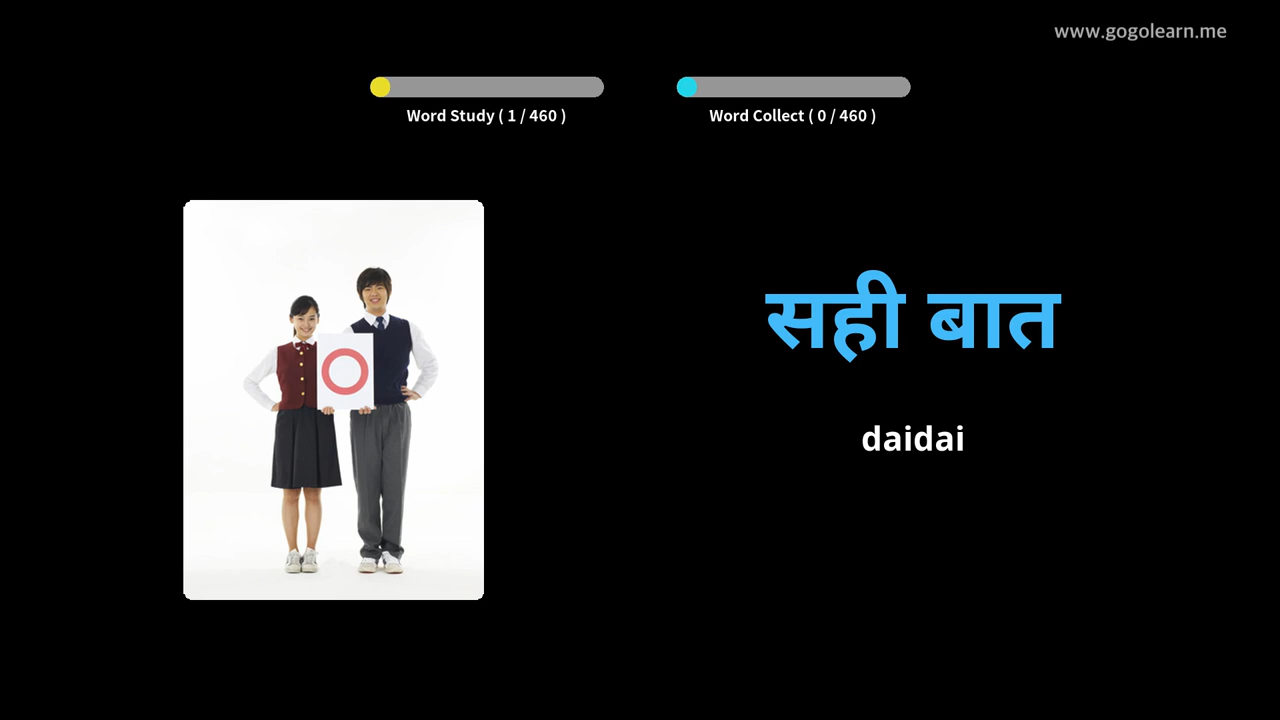 www.gogolearn.me
Word Study ( 1 / 460 )
Word Collect ( 0 / 460 )
सही बात
daidai